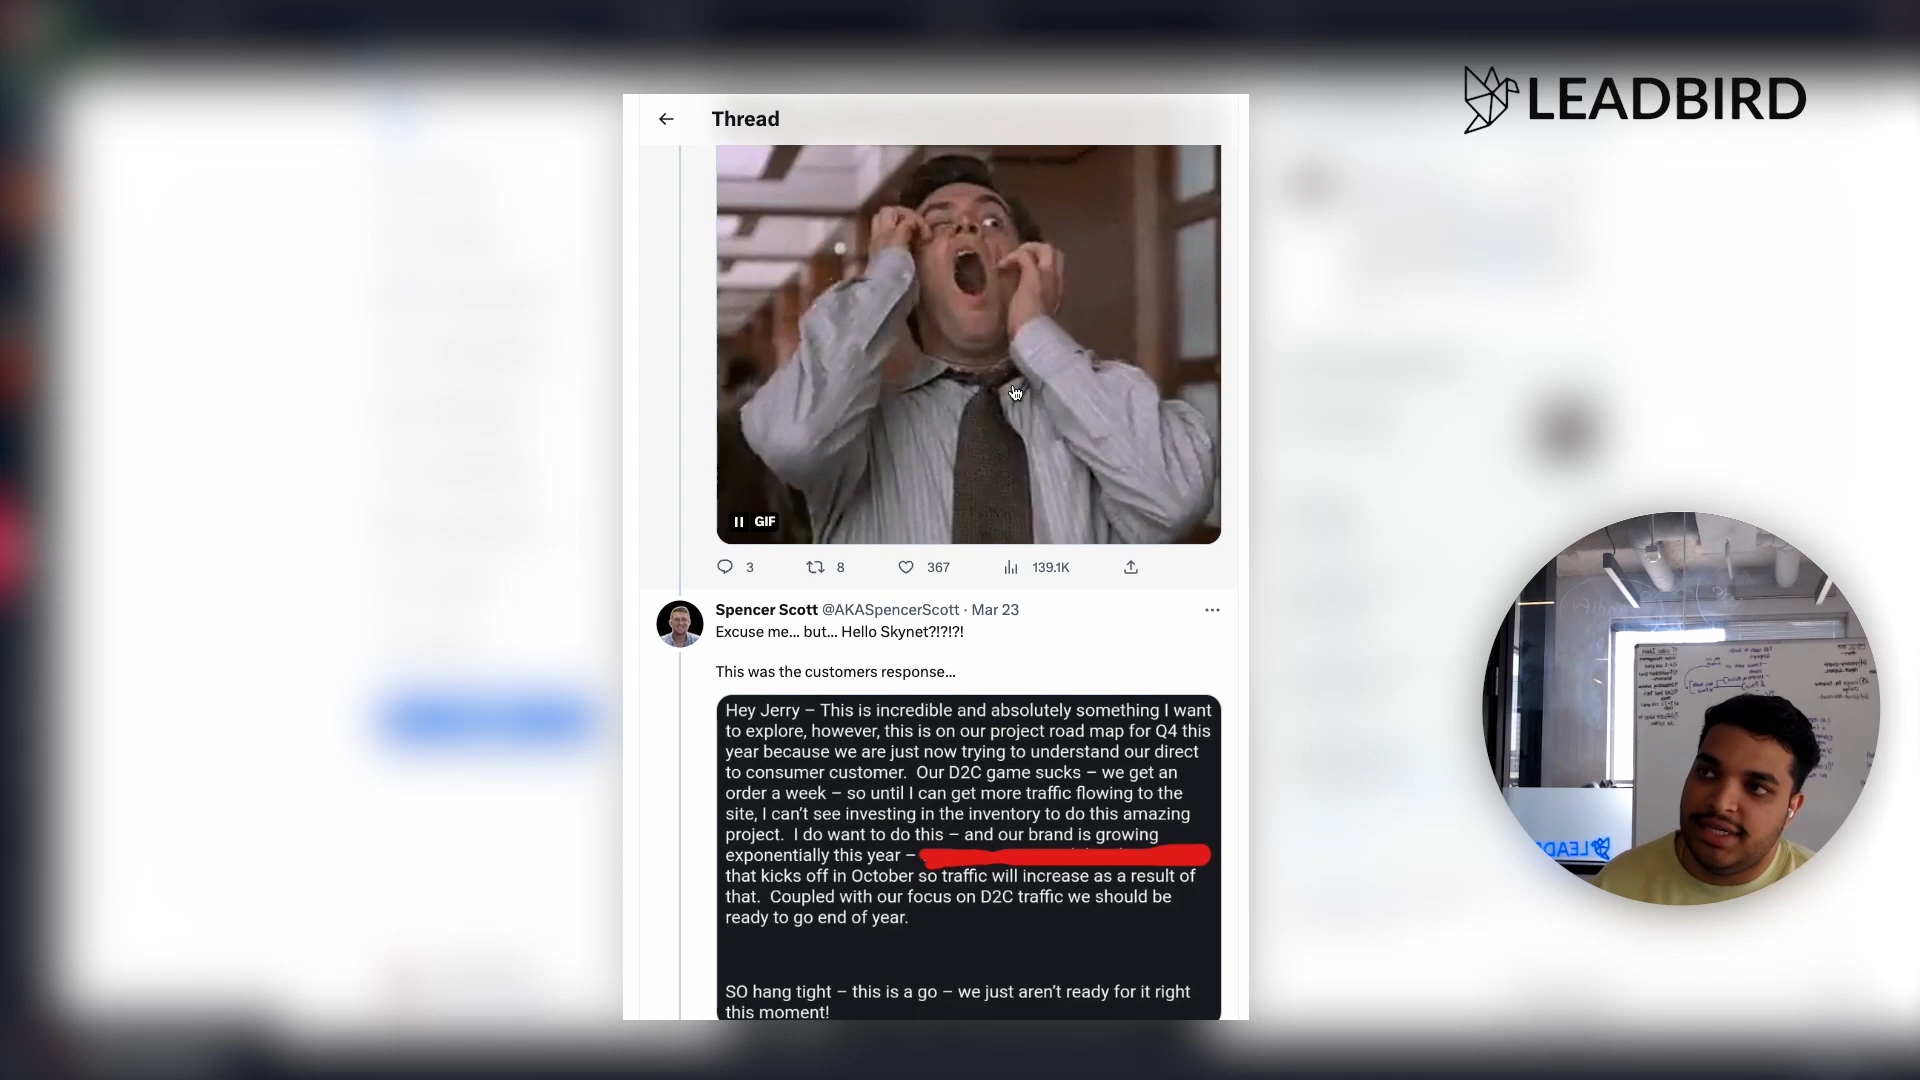 LEADBIRD
Thread
GIF
3 8 367 139.1K
Spencer Scott @AKASpencerScott · Mar 23
Excuse me... but... Hello Skynet?!?!?!
This was the customers response...
Hey Jerry – This is incredible and absolutely something I want
to explore, however, this is on our project road map for Q4 this
year because we are just now trying to understand our direct
to consumer customer.  Our D2C game sucks – we get an
order a week – so until I can get more traffic flowing to the
site, I can't see investing in the inventory to do this amazing
project.  I do want to do this – and our brand is growing
exponentially this year –
that kicks off in October so traffic will increase as a result of
that.  Coupled with our focus on D2C traffic we should be
ready to go end of year.
SO hang tight – this is a go – we just aren't ready for it right
this moment!